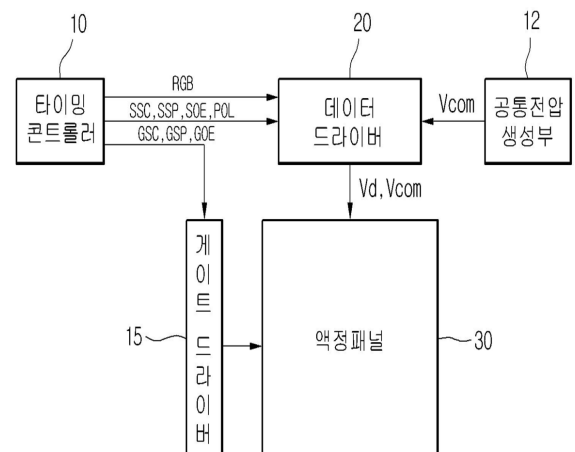 10
20
12
타이밍
콘트롤러
RGB
SSC,SSP,SOE,POL
GSC,GSP,GOE
데이터
드라이버
Vcom
공통전압
생성부
Vd,Vcom
게이트 드라이버
15
액정패널
30